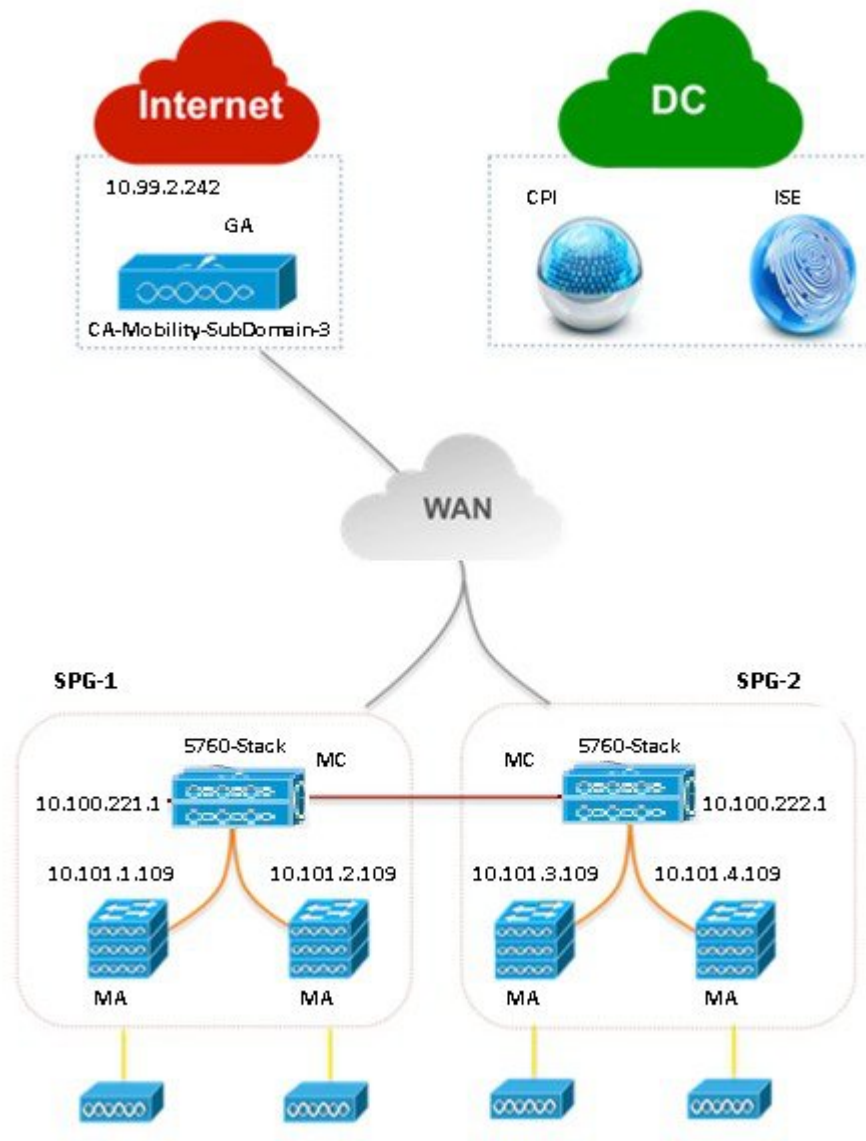 Internet
DC
10.99.2.242
GA
CA-Mobility-SubDomain-3
CPI
ISE
WAN
SPG-1
SPG-2
5760-Stack
MC
10.100.221.1
MC
5760-Stack
10.100.222.1
10.101.1.109
10.101.2.109
10.101.3.109
10.101.4.109
MA
MA
MA
MA